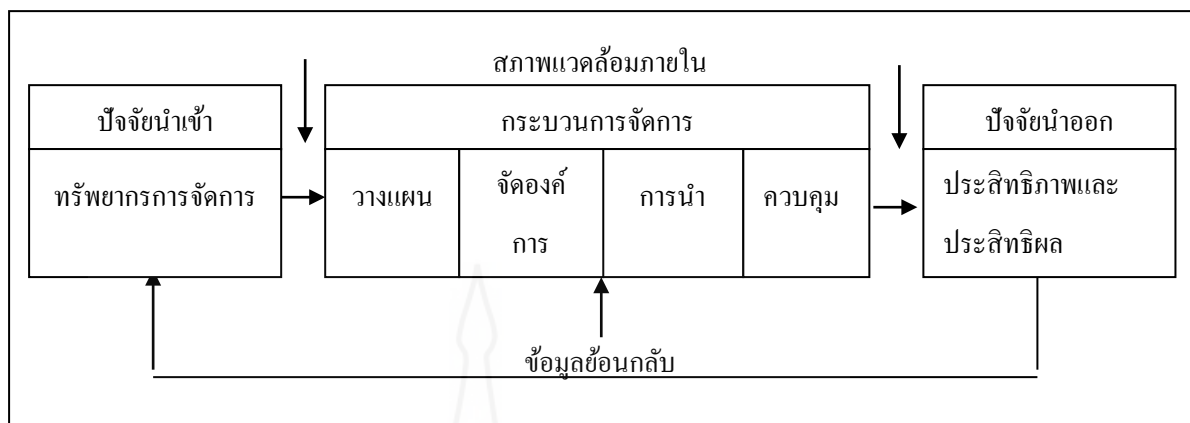 สภาพแวดล้อมภายใน
ปัจจัยนำเข้า
กระบวนการจัดการ
ปัจจัยนำออก
ทรัพยากรการจัดการ
วางแผน
จัดองค์
การ
การนำ
ควบคุม
ประสิทธิภาพและ
ประสิทธิผล
ข้อมูลย้อนกลับ